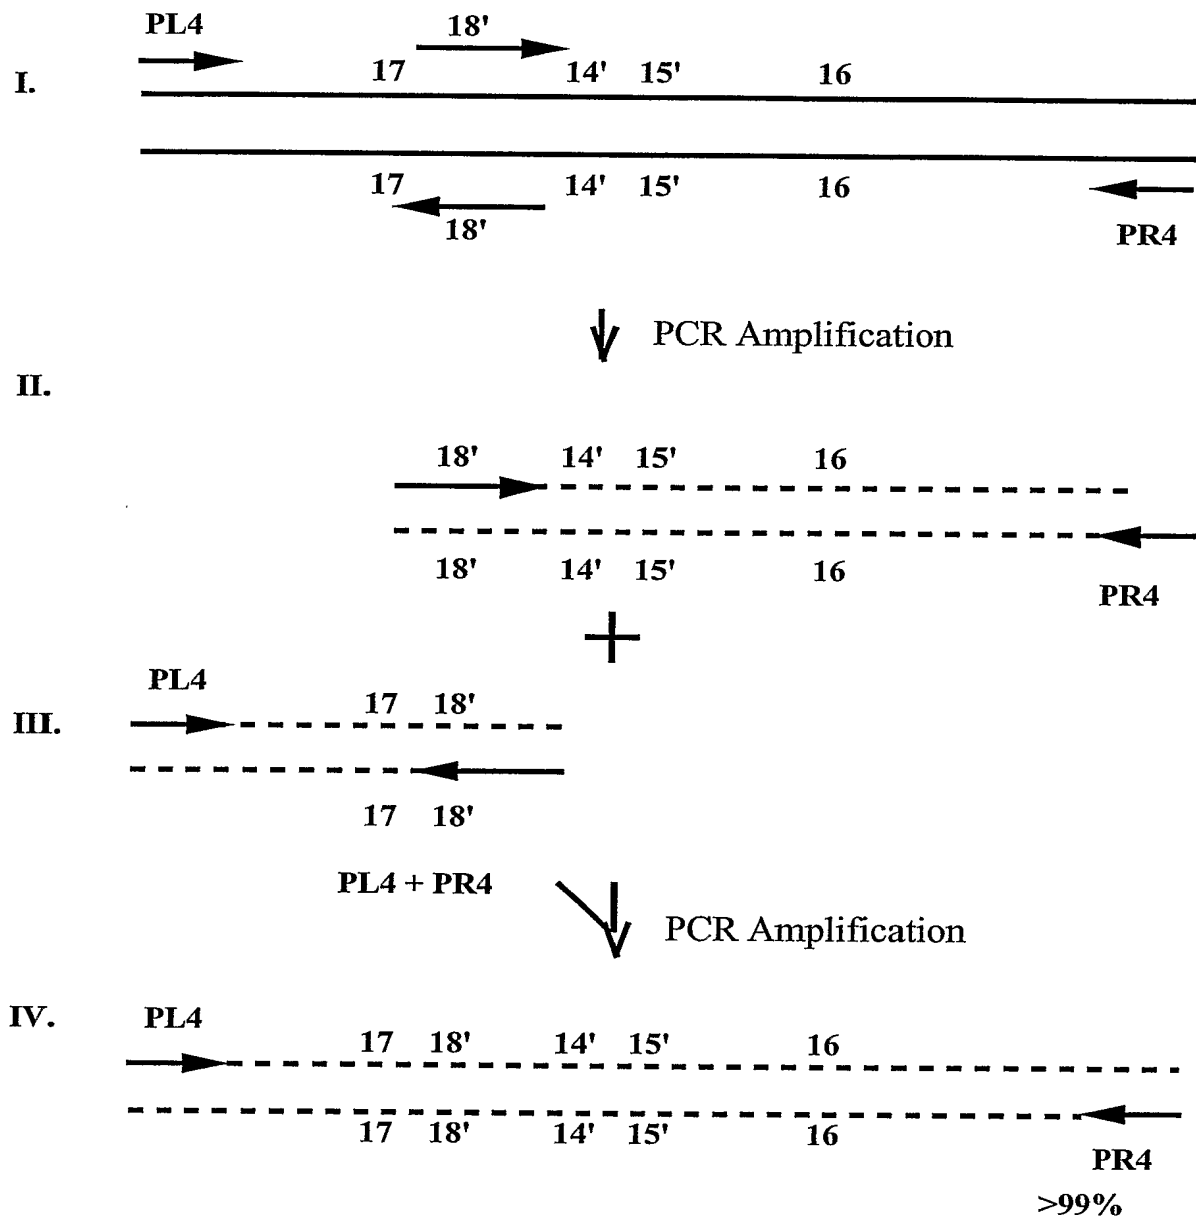 PL4
18'
I.
17 14' 15' 16
17 14' 15' 16
18'
PR4
PCR Amplification
II.
18' 14' 15' 16
18' 14' 15' 16
PR4
PL4
17 18'
III.
17 18'
PL4 + PR4
PCR Amplification
IV.
PL4
17 18' 14' 15' 16
17 18' 14' 15' 16
PR4
>99%